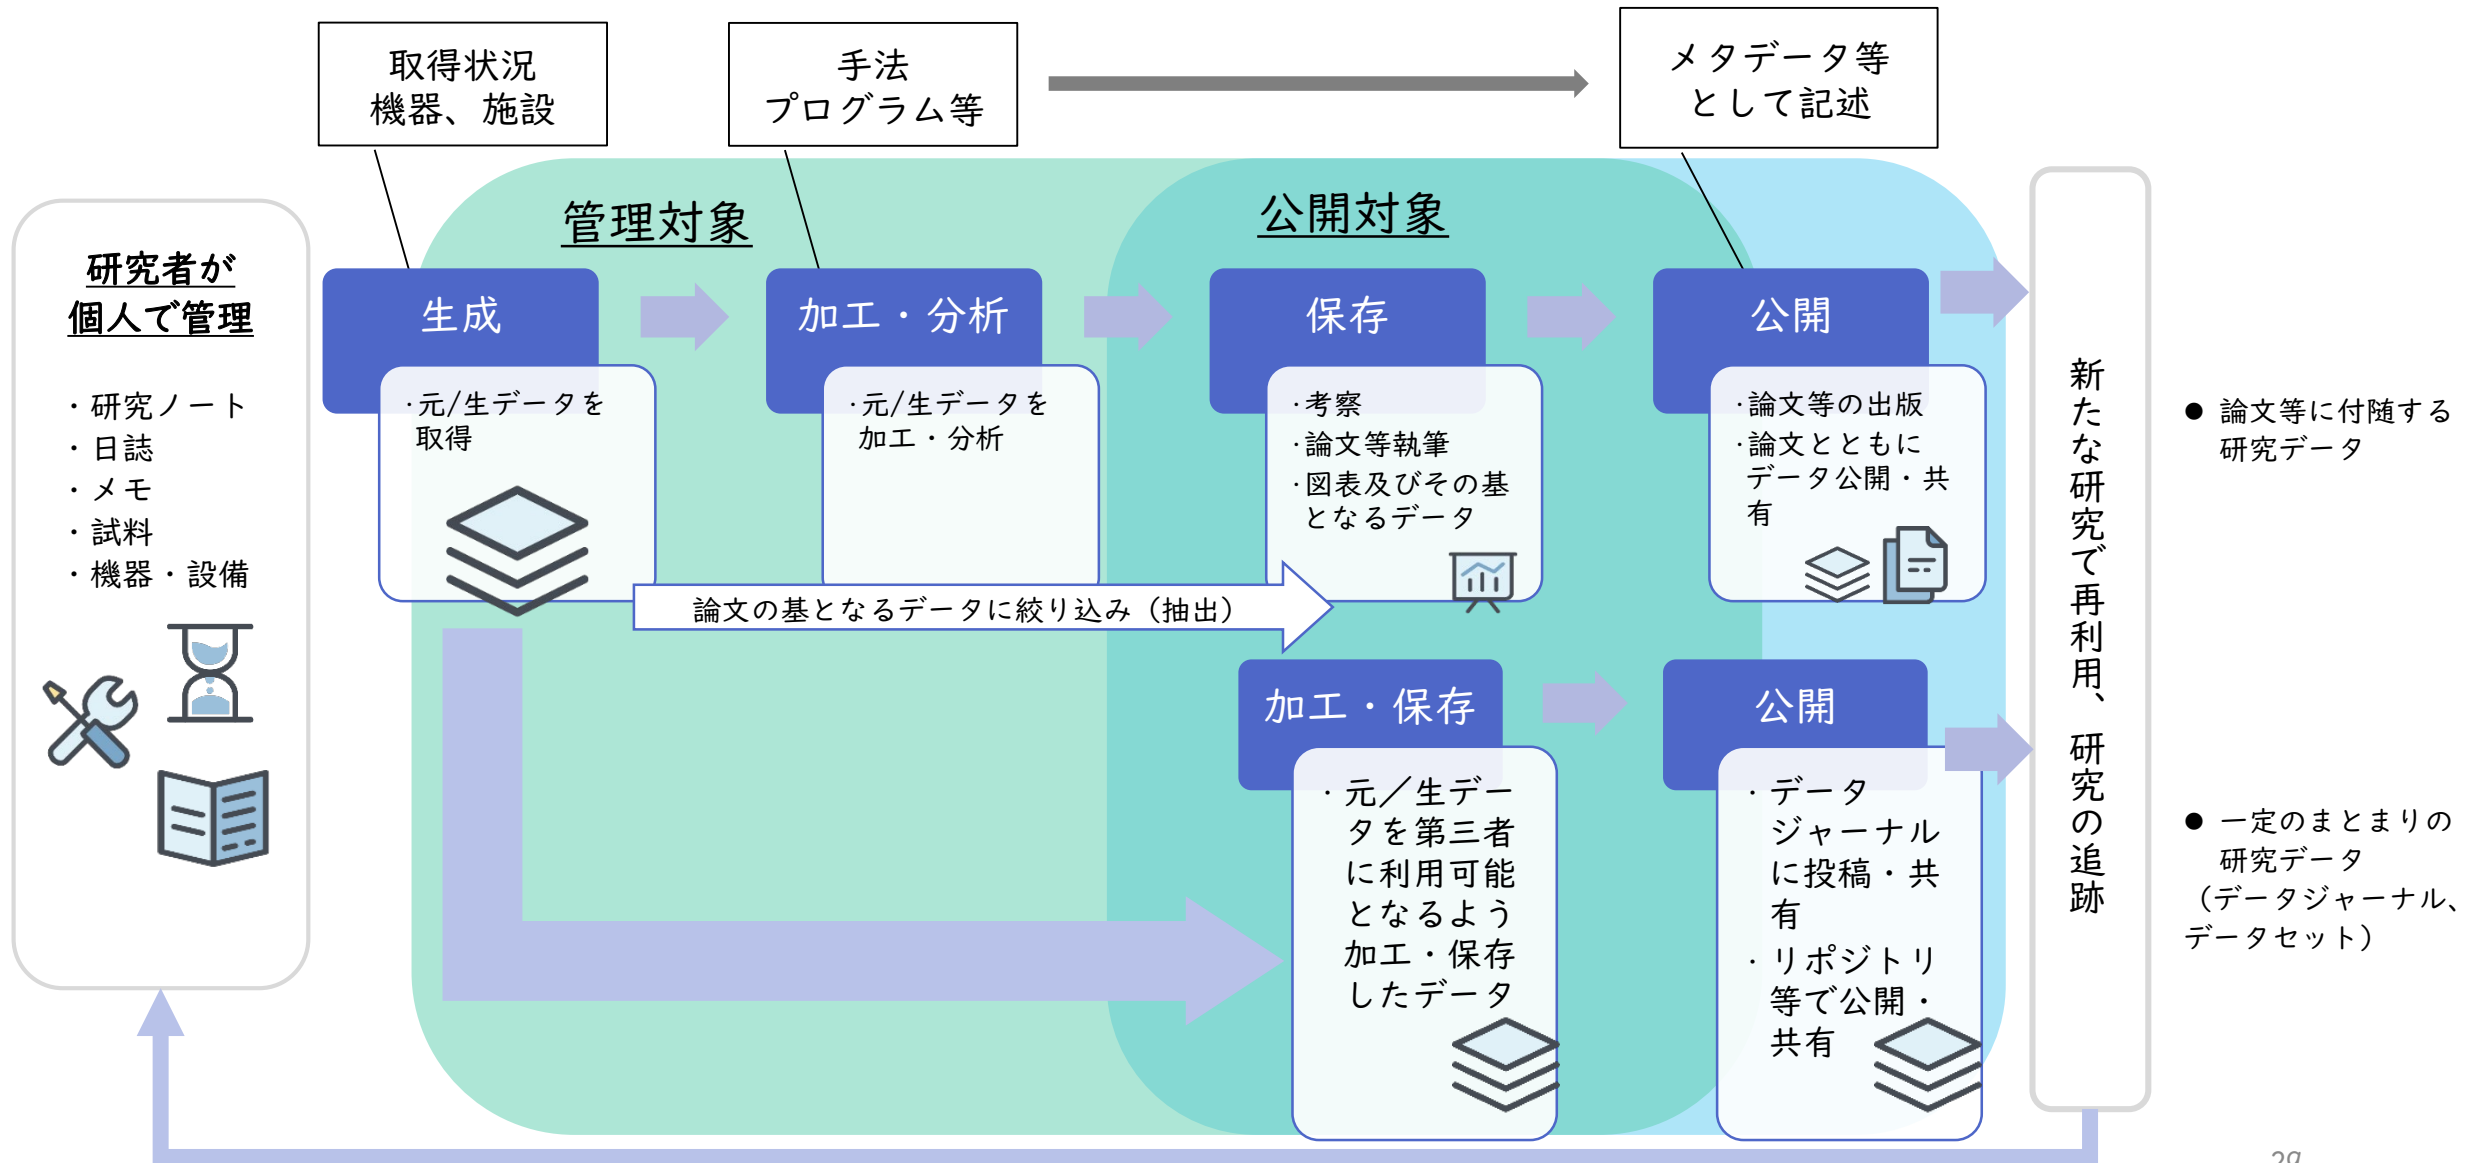 取得状況
機器、施設
手法
プログラム等
メタデータ等
として記述
管理対象
公開対象
研究者が
個人で管理
・研究ノート
・日誌
・メモ
・試料
・機器・設備
生成
・元/生データを
取得
加工・分析
・元/生データを
加工・分析
保存
・考察
・論文等執筆
・図表及びその基
となるデータ
公開
・論文等の出版
・論文とともに
データ公開・共
有
論文の基となるデータに絞り込み（抽出）
加工・保存
・元／生デー
タを第三者
に利用可能
となるよう
加工・保存
したデータ
公開
・データ
ジャーナル
に投稿・共
有
・リポジトリ
等で公開・
共有
新たな研究で再利用、研究の追跡
● 論文等に付随する
研究データ
● 一定のまとまりの
研究データ
（データジャーナル、
データセット）
29